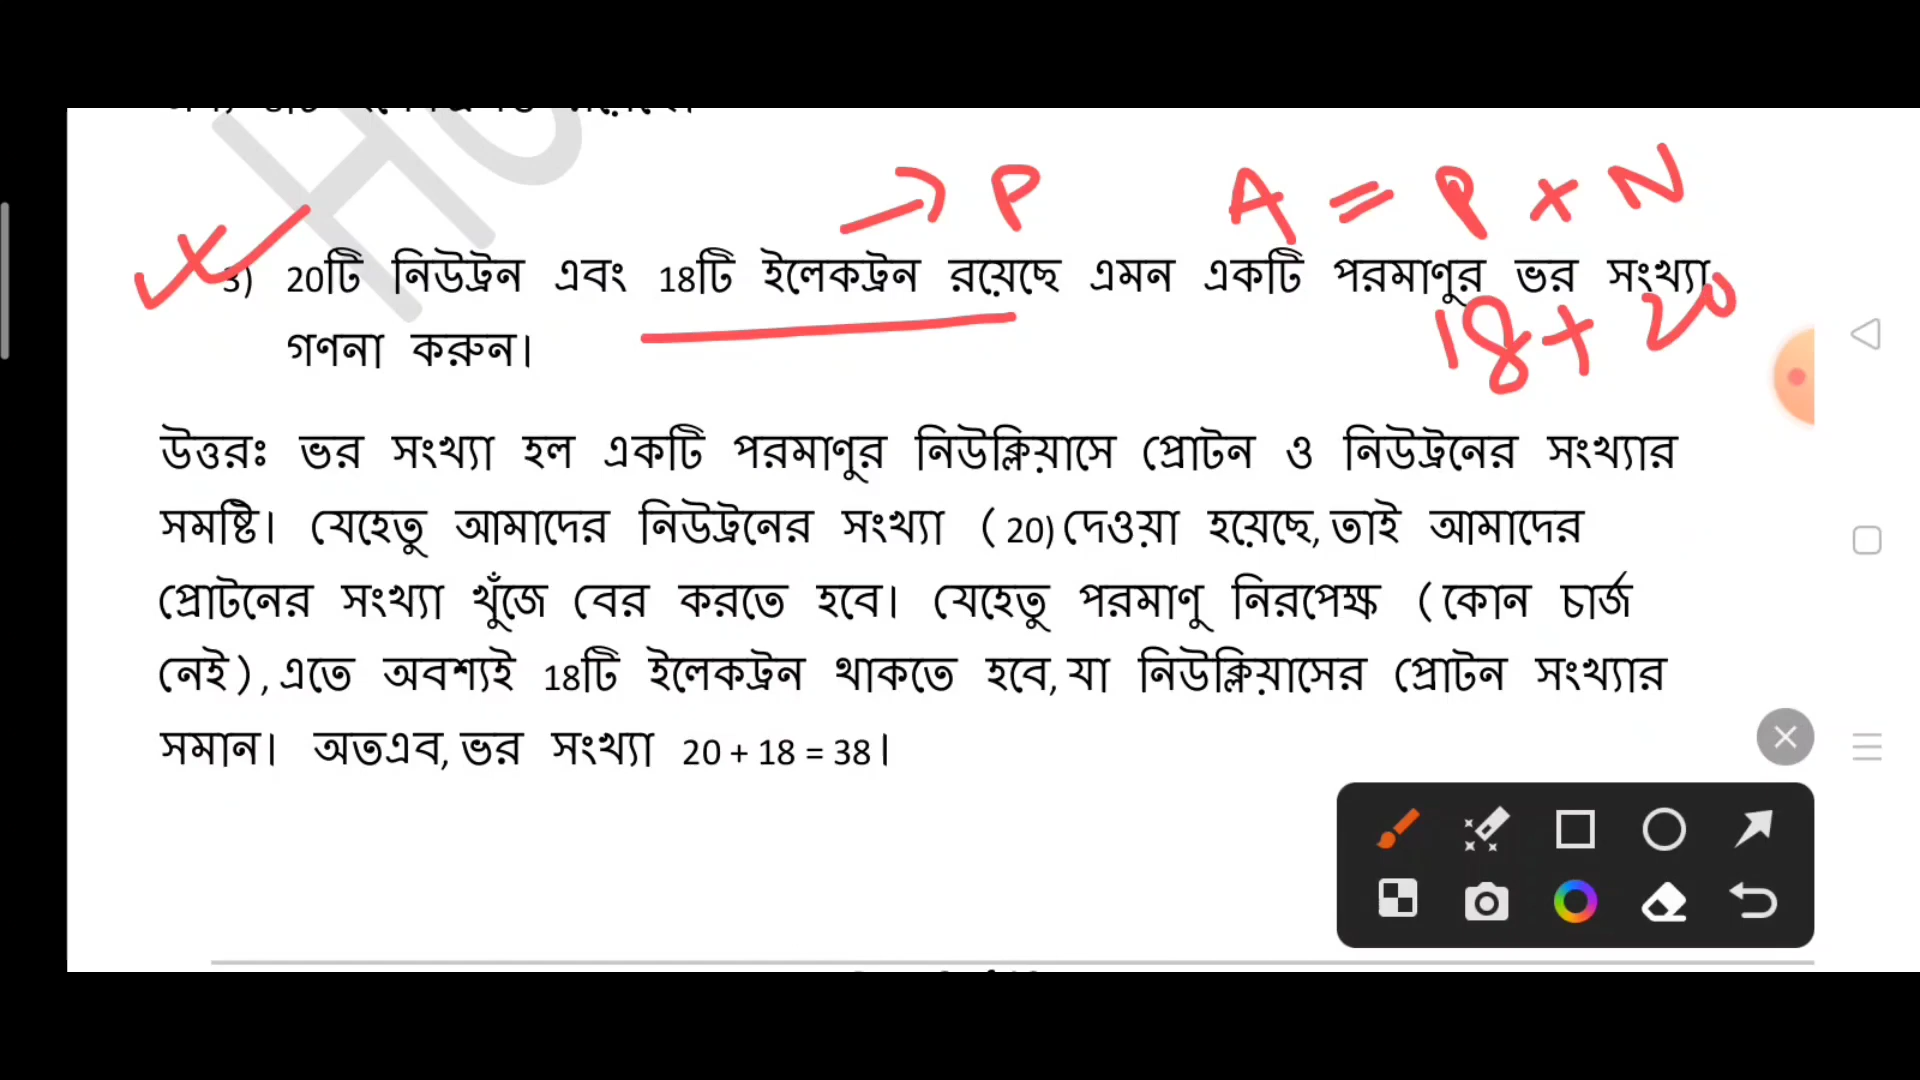 → P A = P + N
3) 20টি নিউট্রন এবং 18টি ইলেকট্রন রয়েছে এমন একটি পরমাণুর ভর সংখ্যা
18 + 20
গণনা করুন।
উত্তরঃ ভর সংখ্যা হল একটি পরমাণুর নিউক্লিয়াসে প্রোটন ও নিউট্রনের সংখ্যার
সমষ্টি। যেহেতু আমাদের নিউট্রনের সংখ্যা (20) দেওয়া হয়েছে, তাই আমাদের
প্রোটনের সংখ্যা খুঁজে বের করতে হবে। যেহেতু পরমাণু নিরপেক্ষ (কোন চার্জ
নেই), এতে অবশ্যই 18টি ইলেকট্রন থাকতে হবে, যা নিউক্লিয়াসের প্রোটন সংখ্যার
সমান। অতএব, ভর সংখ্যা 20 + 18 = 38।